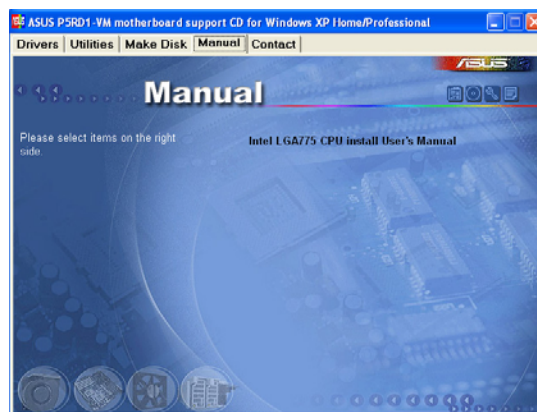 ASUS P5RD1-VM motherboard support CD for Windows XP Home/Professional
Drivers Utilities Make Disk Manual Contact
ASUS
Manual
Please select items on the right
side.
Intel LGA775 CPU install User's Manual